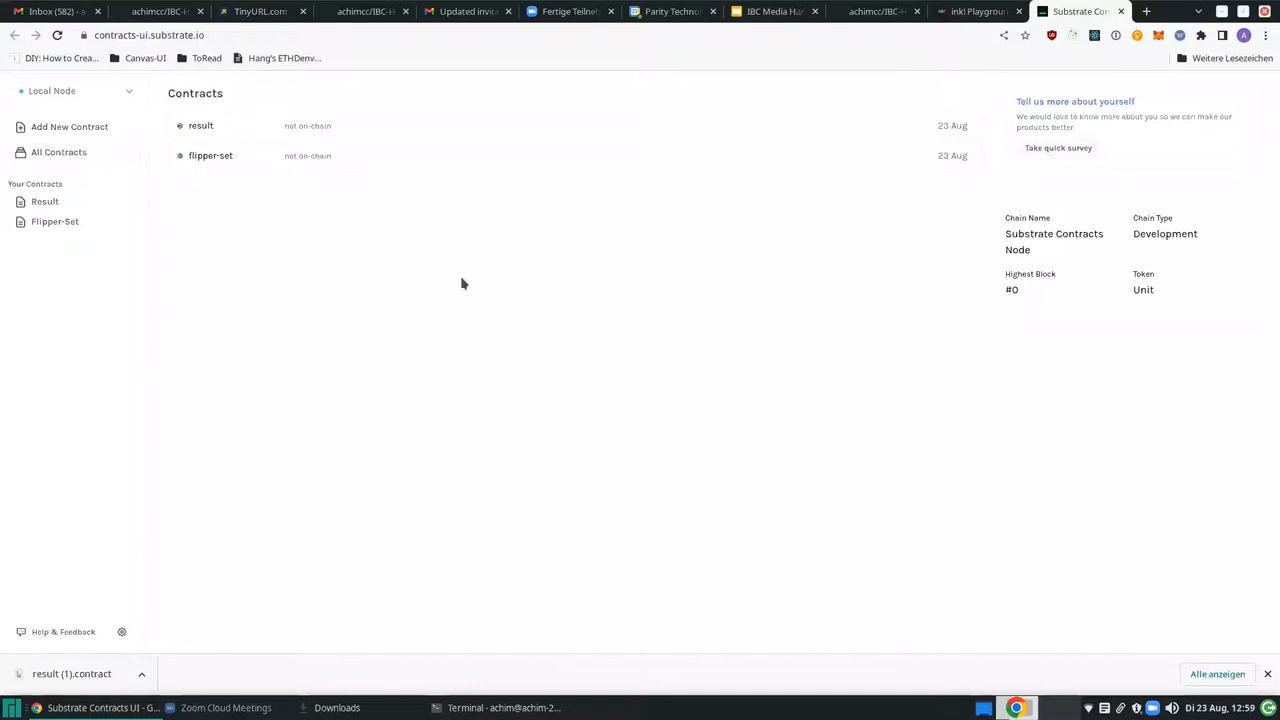 Inbox (582) - a
achimcc/IBC-H
TinyURL.com
achimcc/IBC-H
Updated invita
Fertige Teilneh
Parity Technol
IBC Media Har
achimcc/IBC-H
ink! Playgroun
Substrate Con
contracts-ui.substrate.io
A
DIY: How to Crea...
Canvas-UI
ToRead
Hang's ETHDenv...
Weitere Lesezeichen
Local Node
Add New Contract
All Contracts
Your Contracts
Result
Flipper-Set
Contracts
result not on-chain 23 Aug
flipper-set not on-chain 23 Aug
Tell us more about yourself
We would love to know more about you so we can make our
products better.
Take quick survey
Chain Name Chain Type
Substrate Contracts Development
Node
Highest Block Token
#0 Unit
Help & Feedback
result (1).contract
Alle anzeigen
Substrate Contracts UI - G...
Zoom Cloud Meetings
Downloads
Terminal - achim@achim-2...
Di 23 Aug, 12:59